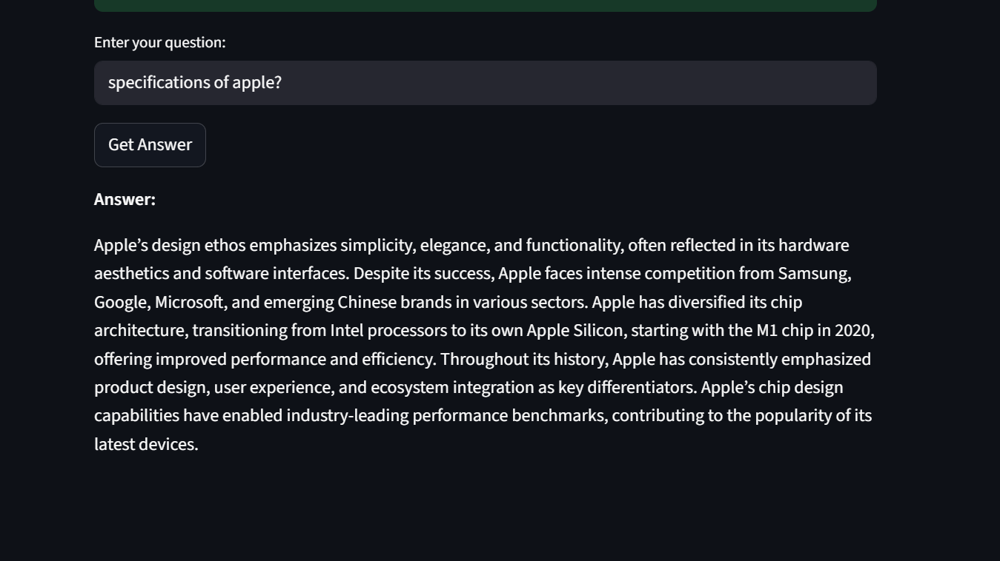 Enter your question:
specifications of apple?
Get Answer
Answer:
Apple’s design ethos emphasizes simplicity, elegance, and functionality, often reflected in its hardware
aesthetics and software interfaces. Despite its success, Apple faces intense competition from Samsung,
Google, Microsoft, and emerging Chinese brands in various sectors. Apple has diversified its chip
architecture, transitioning from Intel processors to its own Apple Silicon, starting with the M1 chip in 2020,
offering improved performance and efficiency. Throughout its history, Apple has consistently emphasized
product design, user experience, and ecosystem integration as key differentiators. Apple’s chip design
capabilities have enabled industry-leading performance benchmarks, contributing to the popularity of its
latest devices.